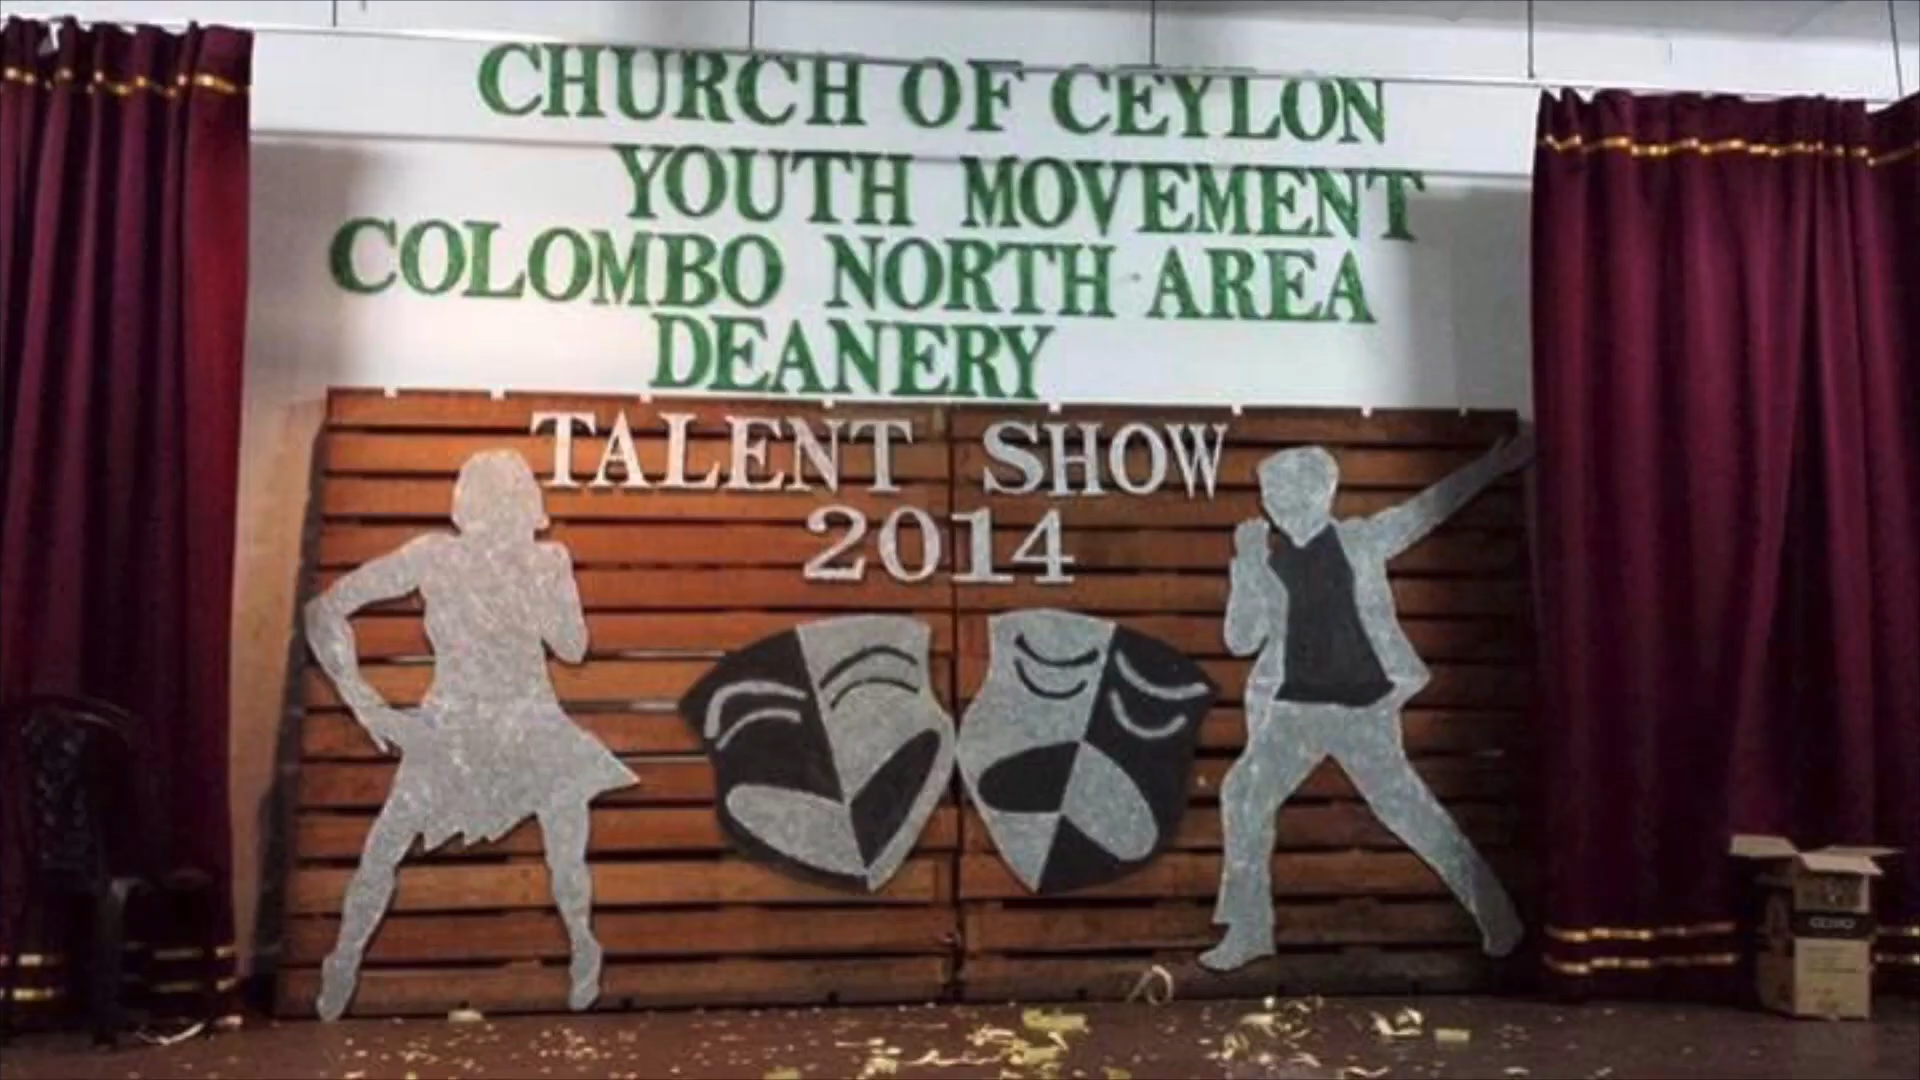 CHURCH OF CEYLON
YOUTH MOVEMENT
COLOMBO NORTH AREA
DEANERY
TALENT SHOW
2014